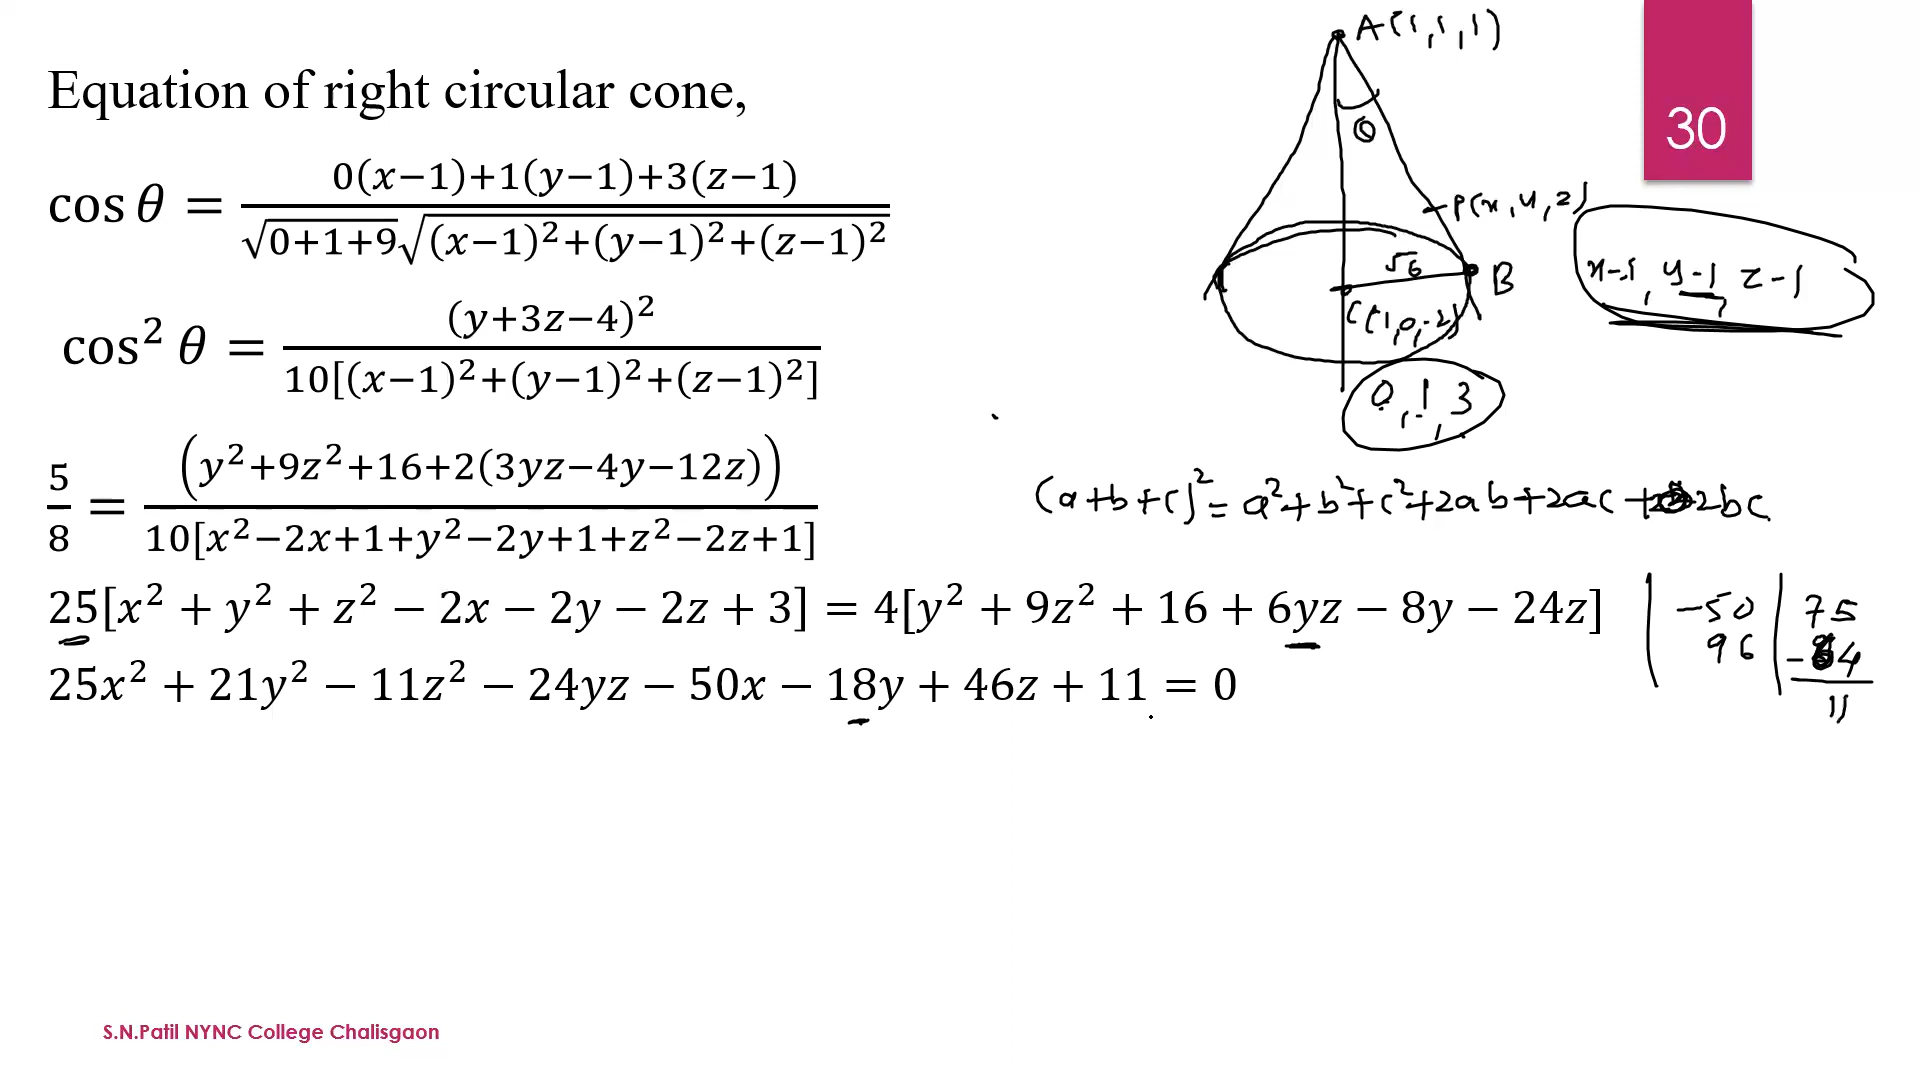 A(1,1,1)
Equation of right circular cone,
30
θ
cos θ = (0(x−1)+1(y−1)+3(z−1)) / (√(0+1+9) √((x−1)²+(y−1)²+(z−1)²))
P(x,y,z)
√6
B
x-1, y-1, z-1
C(1,0,-2)
cos² θ = (y+3z−4)² / 10[(x−1)²+(y−1)²+(z−1)²]
0,1,3
5/8 = (y²+9z²+16+2(3yz−4y−12z)) / 10[x²−2x+1+y²−2y+1+z²−2z+1]
(a+b+c)² = a²+b²+c²+2ab+2ac+2bc
25[x² + y² + z² − 2x − 2y − 2z + 3] = 4[y² + 9z² + 16 + 6yz − 8y − 24z]
-50
96
75
-64
11
25x² + 21y² − 11z² − 24yz − 50x − 18y + 46z + 11 = 0
S.N.Patil NYNC College Chalisgaon